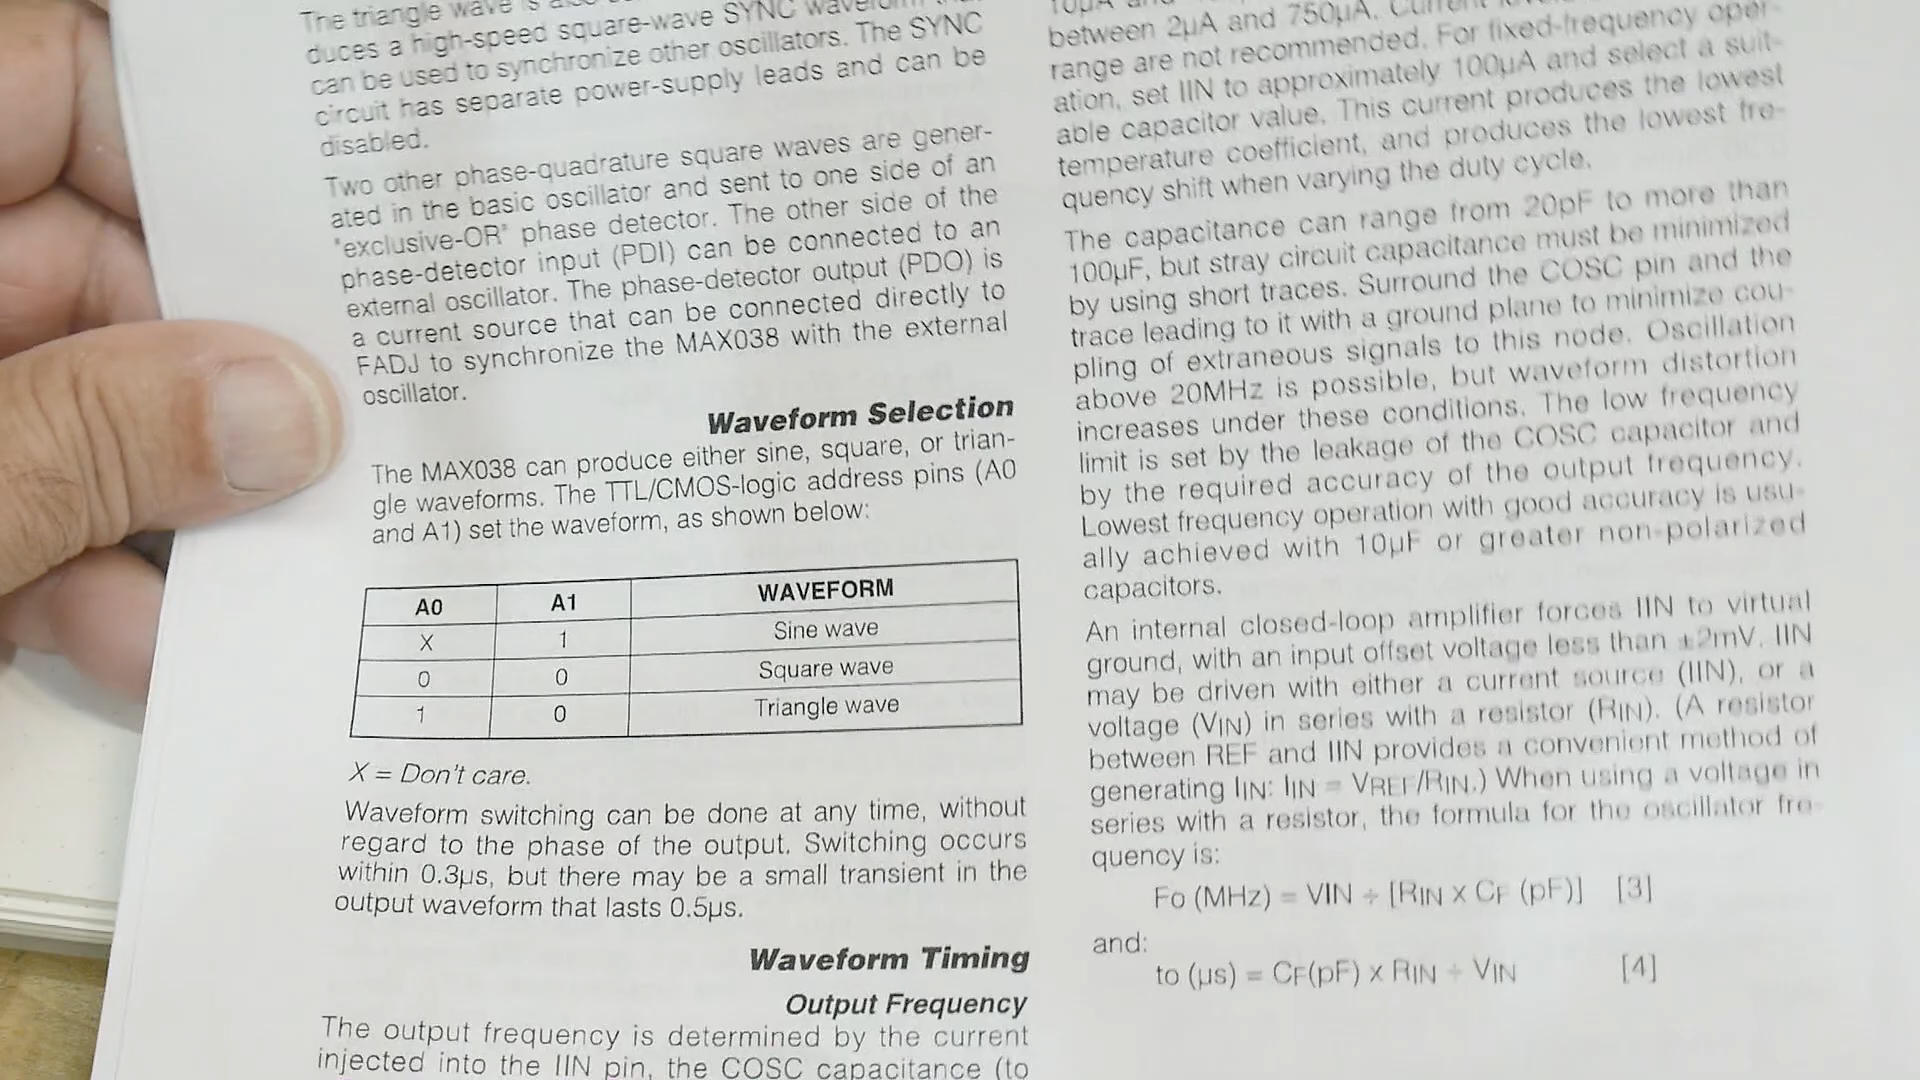 The triangle wave is
duces a high-speed square-wave SYNC waveform
can be used to synchronize other oscillators. The SYNC
circuit has separate power-supply leads and can be
disabled.
Two other phase-quadrature square waves are gener-
ated in the basic oscillator and sent to one side of an
"exclusive-OR" phase detector. The other side of the
phase-detector input (PDI) can be connected to an
external oscillator. The phase-detector output (PDO) is
a current source that can be connected directly to
FADJ to synchronize the MAX038 with the external
oscillator.
Waveform Selection
The MAX038 can produce either sine, square, or trian-
gle waveforms. The TTL/CMOS-logic address pins (A0
and A1) set the waveform, as shown below:
A0 A1 WAVEFORM
X 1 Sine wave
0 0 Square wave
1 0 Triangle wave
X = Don't care.
Waveform switching can be done at any time, without
regard to the phase of the output. Switching occurs
within 0.3µs, but there may be a small transient in the
output waveform that lasts 0.5µs.
Waveform Timing
Output Frequency
The output frequency is determined by the current
injected into the IIN pin, the COSC capacitance (to
between 2µA and 750µA. Current
range are not recommended. For fixed-frequency oper-
ation, set IIN to approximately 100µA and select a suit-
able capacitor value. This current produces the lowest
temperature coefficient, and produces the lowest fre-
quency shift when varying the duty cycle.
The capacitance can range from 20pF to more than
100µF, but stray circuit capacitance must be minimized
by using short traces. Surround the COSC pin and the
trace leading to it with a ground plane to minimize cou-
pling of extraneous signals to this node. Oscillation
above 20MHz is possible, but waveform distortion
increases under these conditions. The low frequency
limit is set by the leakage of the COSC capacitor and
by the required accuracy of the output frequency.
Lowest frequency operation with good accuracy is usu-
ally achieved with 10µF or greater non-polarized
capacitors.
An internal closed-loop amplifier forces IIN to virtual
ground, with an input offset voltage less than ±2mV. IIN
may be driven with either a current source (IIN), or a
voltage (VIN) in series with a resistor (RIN). (A resistor
between REF and IIN provides a convenient method of
generating IIN: IIN = VREF/RIN.) When using a voltage in
series with a resistor, the formula for the oscillator fre-
quency is:
Fo (MHz) = VIN ÷ [RIN x CF (pF)] [3]
and:
to (µs) = CF(pF) x RIN ÷ VIN [4]